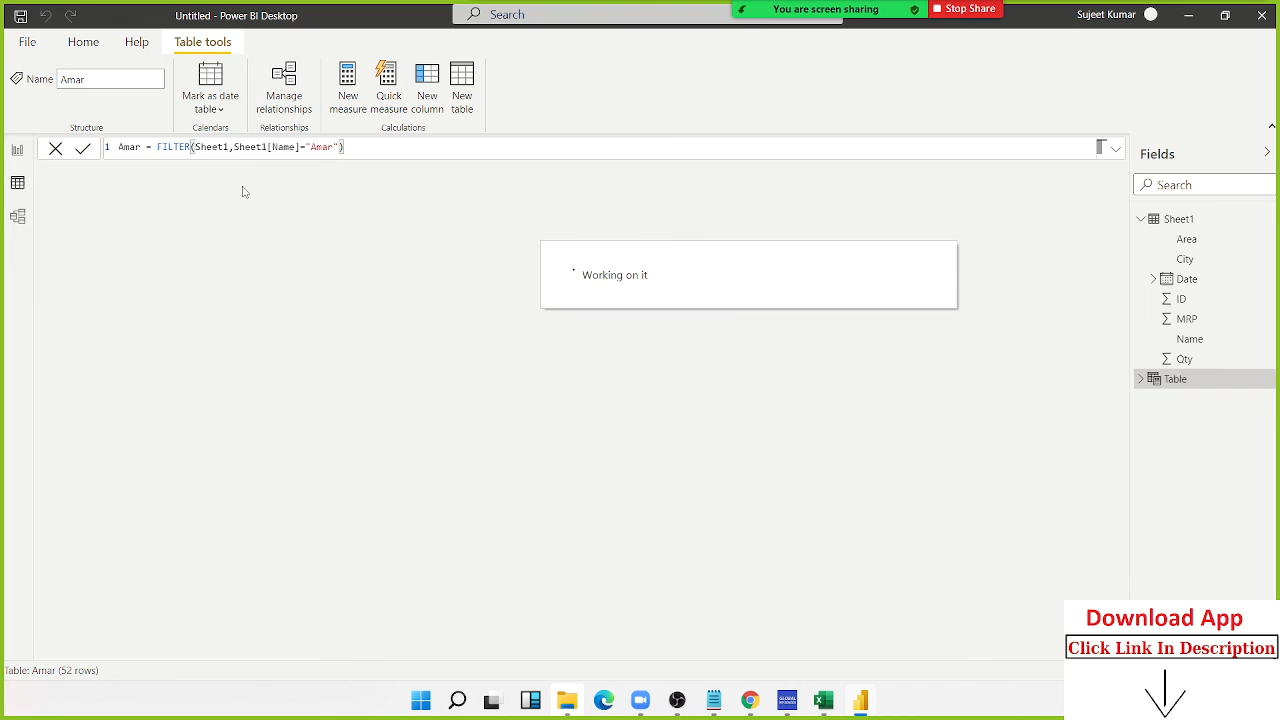 Untitled - Power BI Desktop
Search
You are screen sharing
Stop Share
Sujeet Kumar
File
Home
Help
Table tools
Name
Amar
Mark as date
table
Manage
relationships
New
measure
Quick
measure
New
column
New
table
Structure
Calendars
Relationships
Calculations
1 Amar = FILTER(Sheet1,Sheet1[Name]="Amar")
Working on it
Fields
Search
Sheet1
Area
City
Date
ID
MRP
Name
Qty
Table
Table: Amar (52 rows)
Download App
Click Link In Description